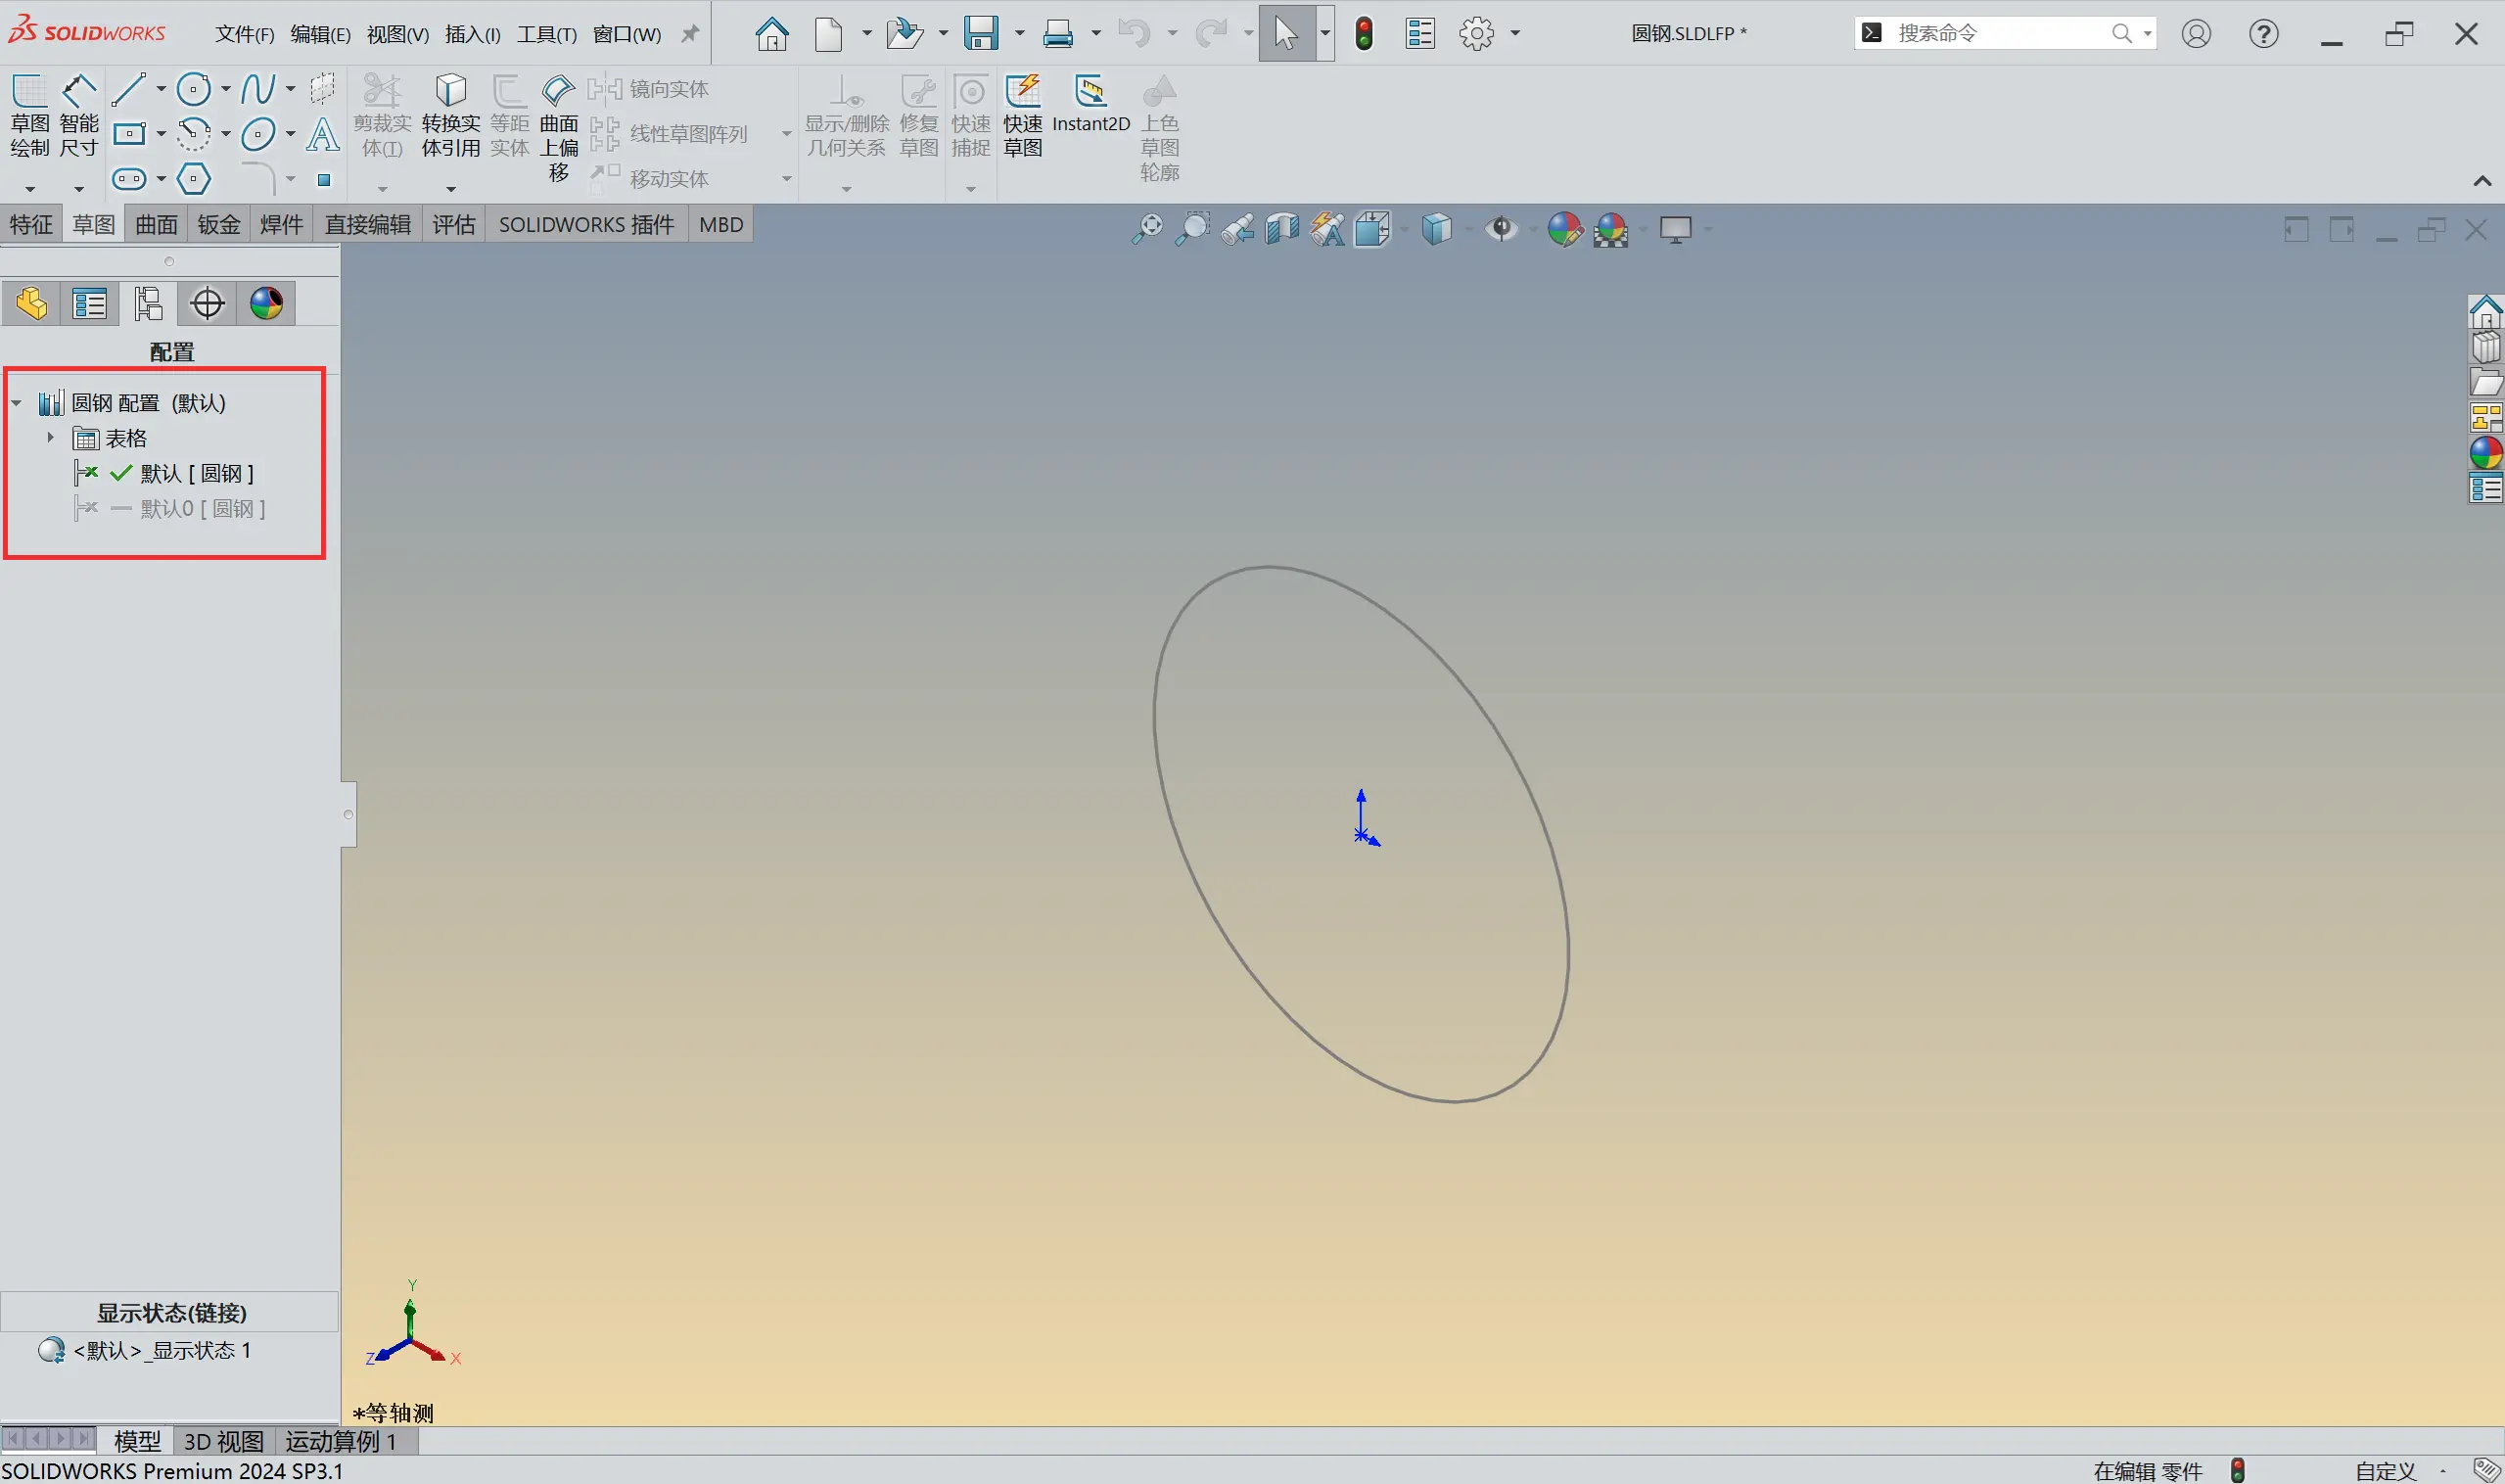 SOLIDWORKS 文件(F) 编辑(E) 视图(V) 插入(I) 工具(T) 窗口(W) 圆钢.SLDLFP * 搜索命令
草图绘制
智能尺寸
剪裁实体(T)
转换实体引用
等距实体
曲面上偏移
镜向实体
线性草图阵列
移动实体
显示/删除几何关系
修复草图
快速捕捉
快速草图
Instant2D
上色草图轮廓
特征 草图 曲面 钣金 焊件 直接编辑 评估 SOLIDWORKS 插件 MBD
配置
圆钢 配置 (默认)
表格
默认 [ 圆钢 ]
默认0 [ 圆钢 ]
显示状态(链接)
<默认>_显示状态 1
Y
Z
X
*等轴测
模型 3D 视图 运动算例 1
SOLIDWORKS Premium 2024 SP3.1 在编辑 零件 自定义